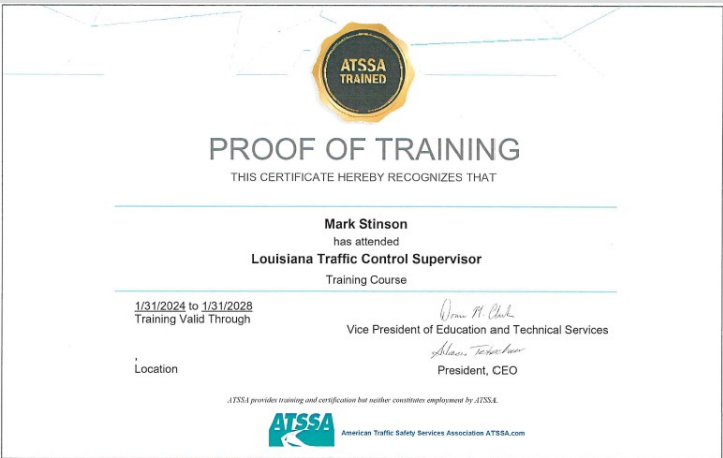 ATSSA
TRAINED
PROOF OF TRAINING
THIS CERTIFICATE HEREBY RECOGNIZES THAT
Mark Stinson
has attended
Louisiana Traffic Control Supervisor
Training Course
1/31/2024 to 1/31/2028
Training Valid Through
Vice President of Education and Technical Services
,
Location
President, CEO
ATSSA provides training and certification but neither constitutes employment by ATSSA.
ATSSA
American Traffic Safety Services Association ATSSA.com